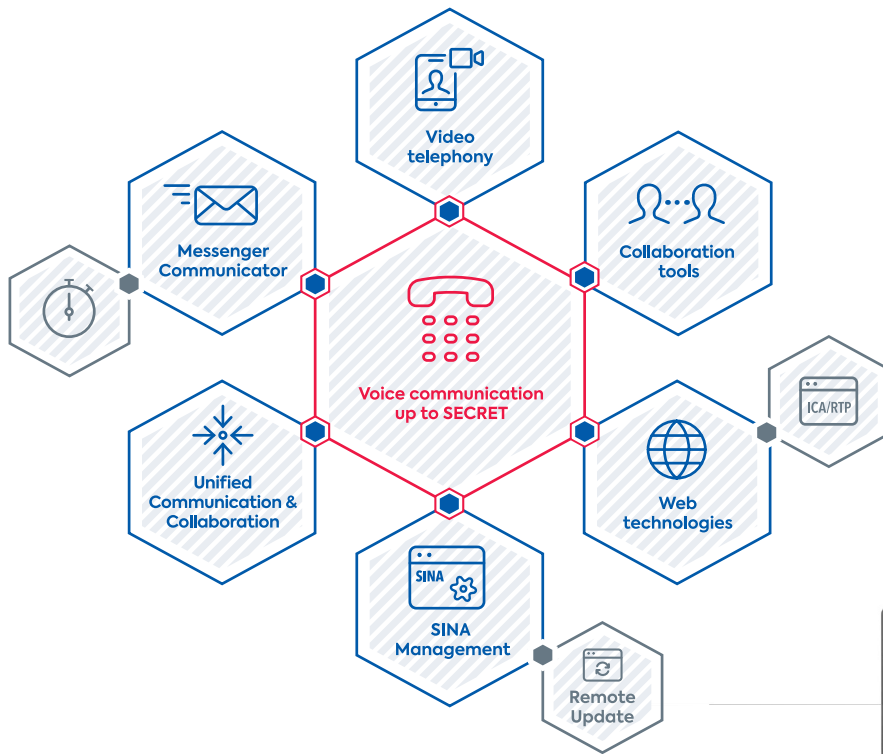 Video
telephony
Messenger
Communicator
Collaboration
tools
Voice communication
up to SECRET
ICA/RTP
Unified
Communication &
Collaboration
Web
technologies
SINA
SINA
Management
Remote
Update